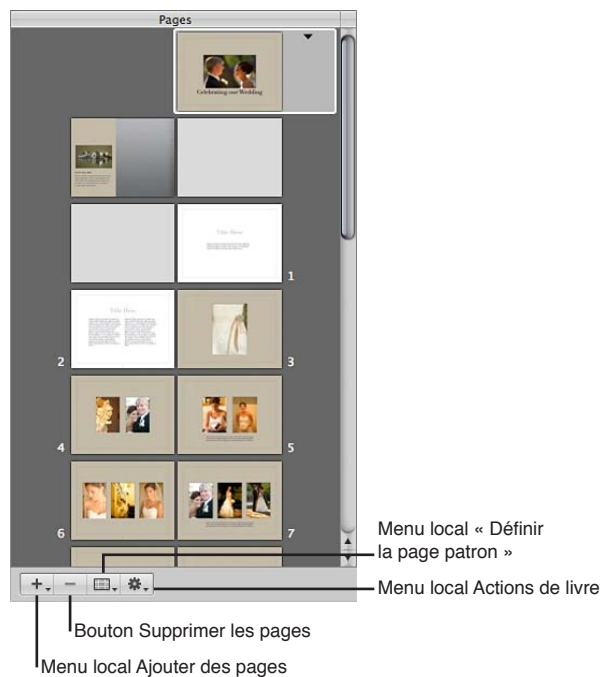 Pages
Celebrating our Wedding
Title Here
1
Title Here
2
3
4
5
6
7
Menu local « Définir
la page patron »
Menu local Actions de livre
Bouton Supprimer les pages
Menu local Ajouter des pages